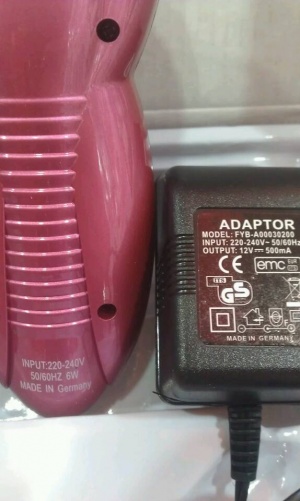 ADAPTOR
MODEL: FYB-A00030200
INPUT: 220-240V~50/60Hz
OUTPUT: 12V 500mA
CE emc
ITS
GS
MADE IN GERMANY
INPUT:220-240V
50/60HZ 6W
MADE IN Germany